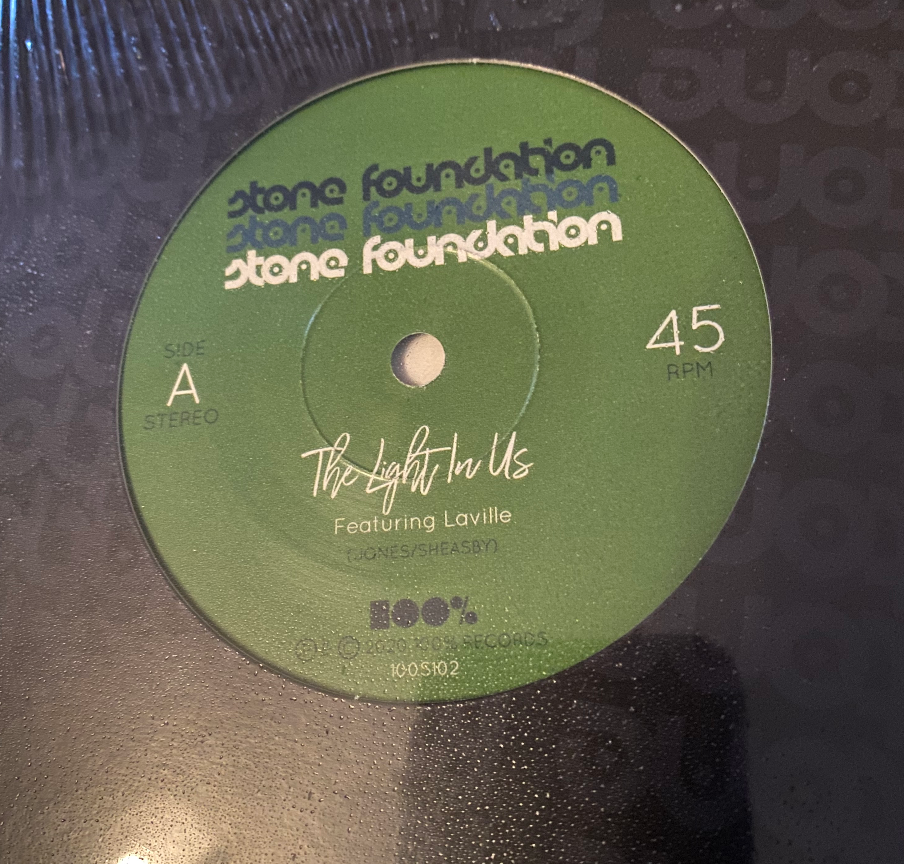 stone foundation
stone foundation
stone foundation
SIDE
A
STEREO
45
RPM
The Light In Us
Featuring Laville
(JONES/SHEASBY)
100%
℗ & © 2020 100% RECORDS
100S102